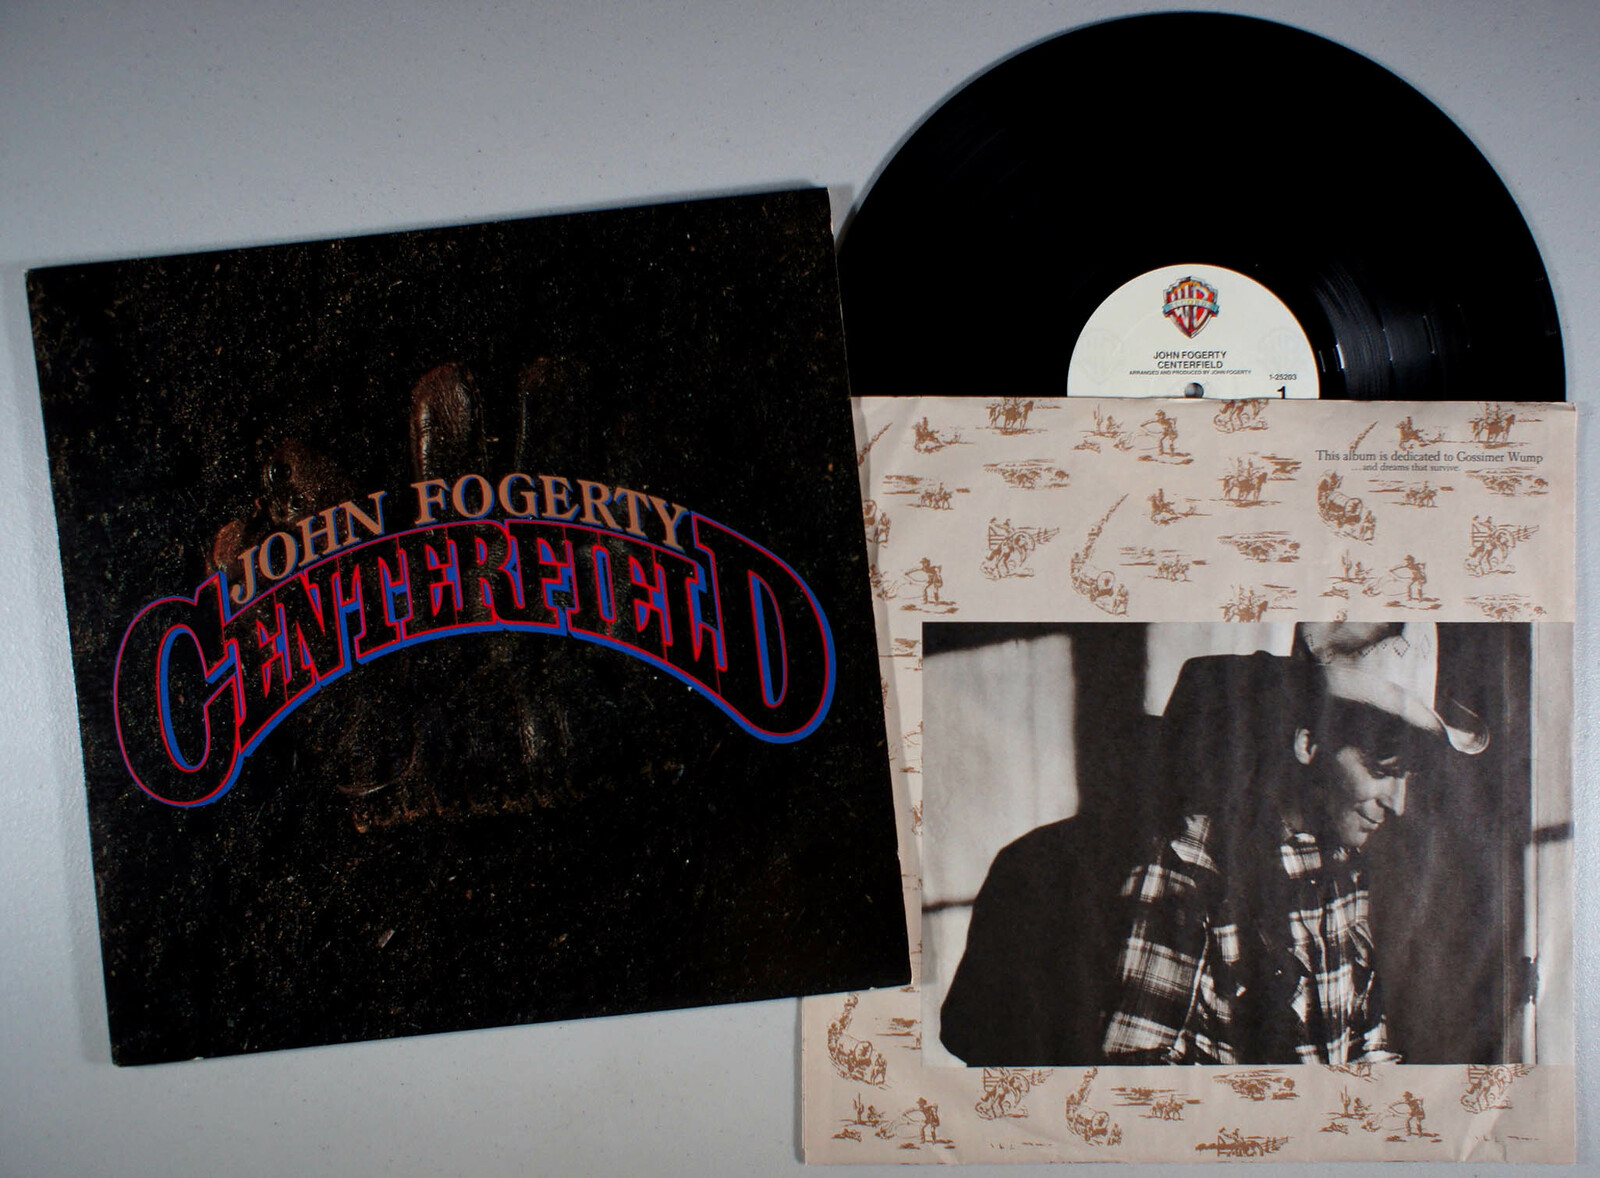 JOHN FOGERTY
CENTERFIELD
WB
JOHN FOGERTY
CENTERFIELD
ARRANGED AND PRODUCED BY JOHN FOGERTY
1-25203
1
This album is dedicated to Gossimer Wump
...and dreams that survive.